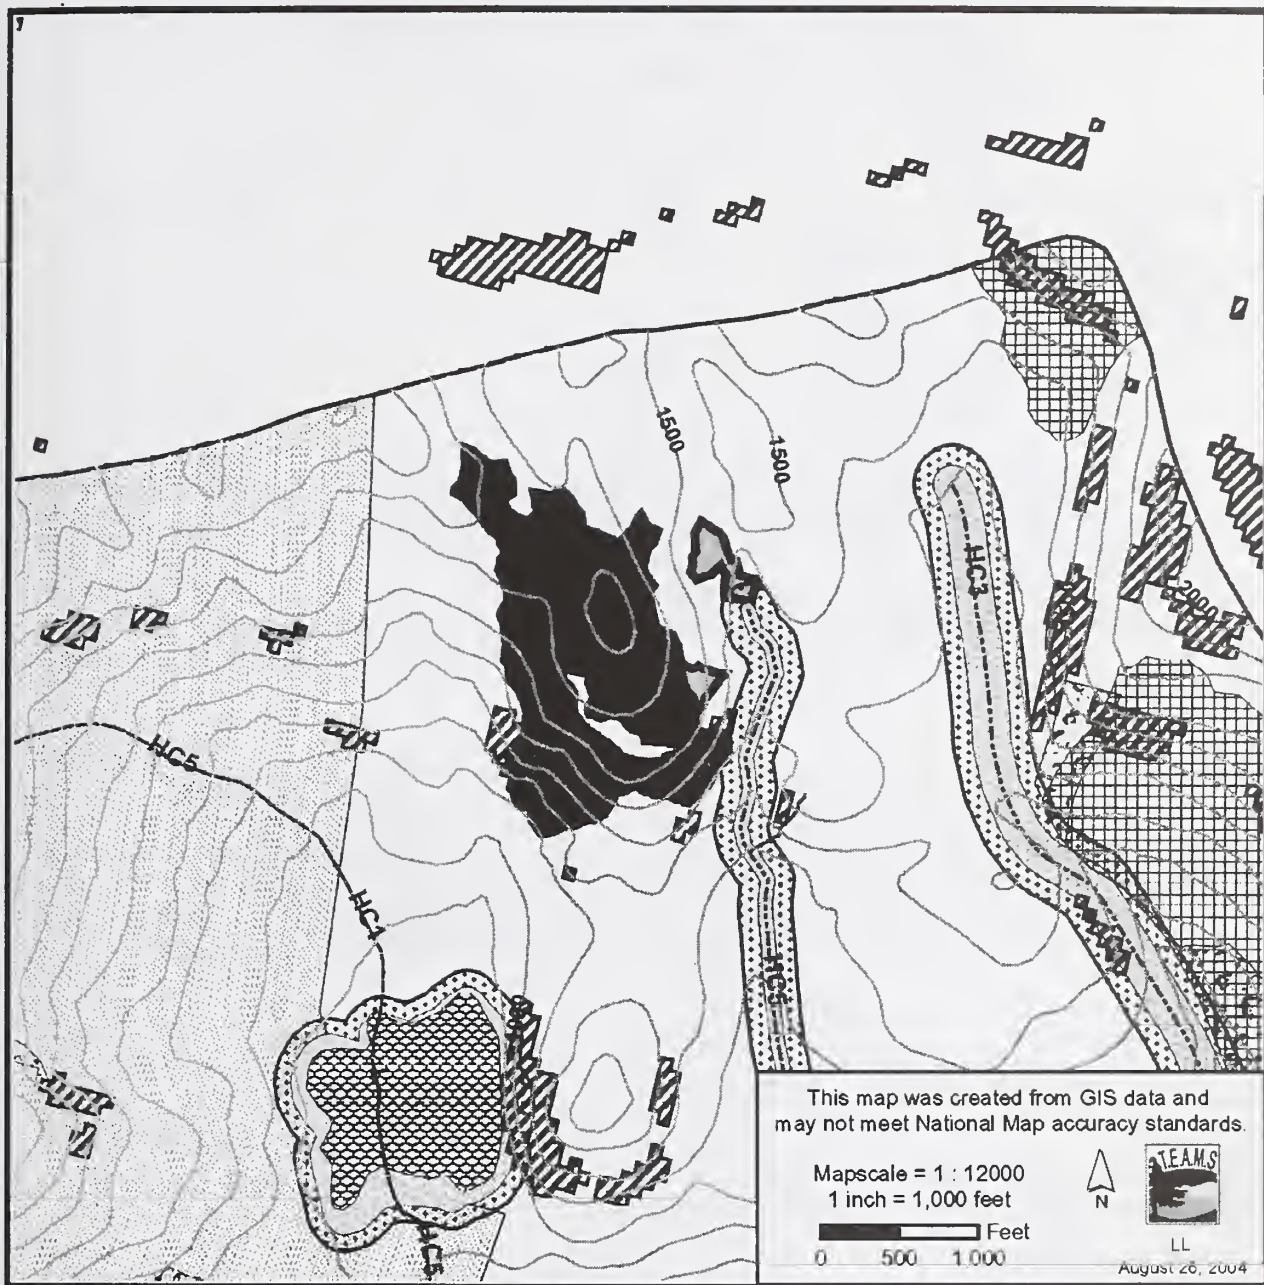 1500
1500
HC3
2000
HC5
HC4
HC5
HC5
This map was created from GIS data and
may not meet National Map accuracy standards.
Mapscale = 1 : 12000
1 inch = 1,000 feet
Feet
0 500 1,000
N
T.E.A.M.S
LL
August 26, 2004